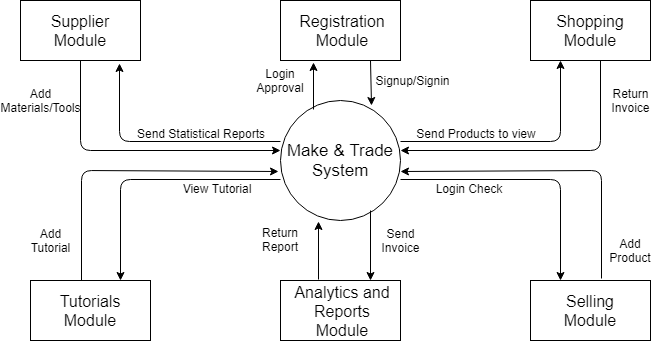 Supplier
Module
Registration
Module
Shopping
Module
Add
Materials/Tools
Login
Approval
Signup/Signin
Return
Invoice
Send Statistical Reports
Send Products to view
Make & Trade
System
View Tutorial
Login Check
Add
Tutorial
Return
Report
Send
Invoice
Add
Product
Tutorials
Module
Analytics and
Reports
Module
Selling
Module